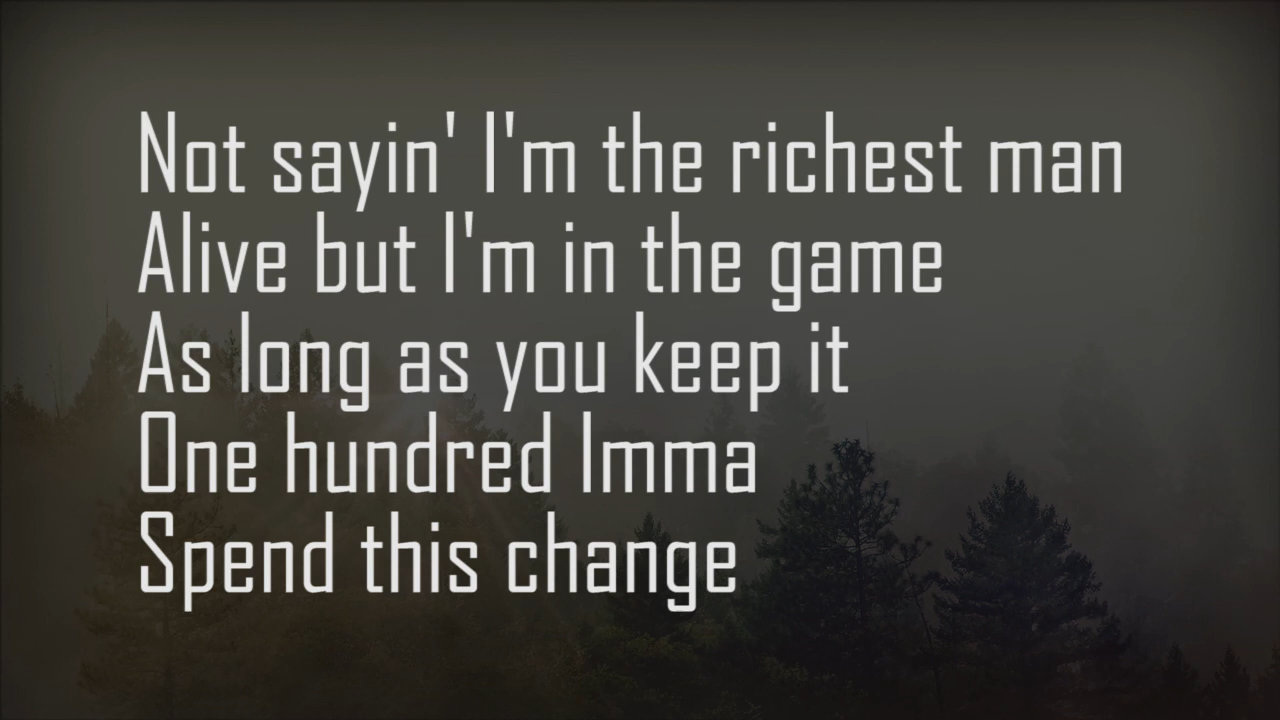 Not sayin' I'm the richest man
Alive but I'm in the game
As long as you keep it
One hundred Imma
Spend this change